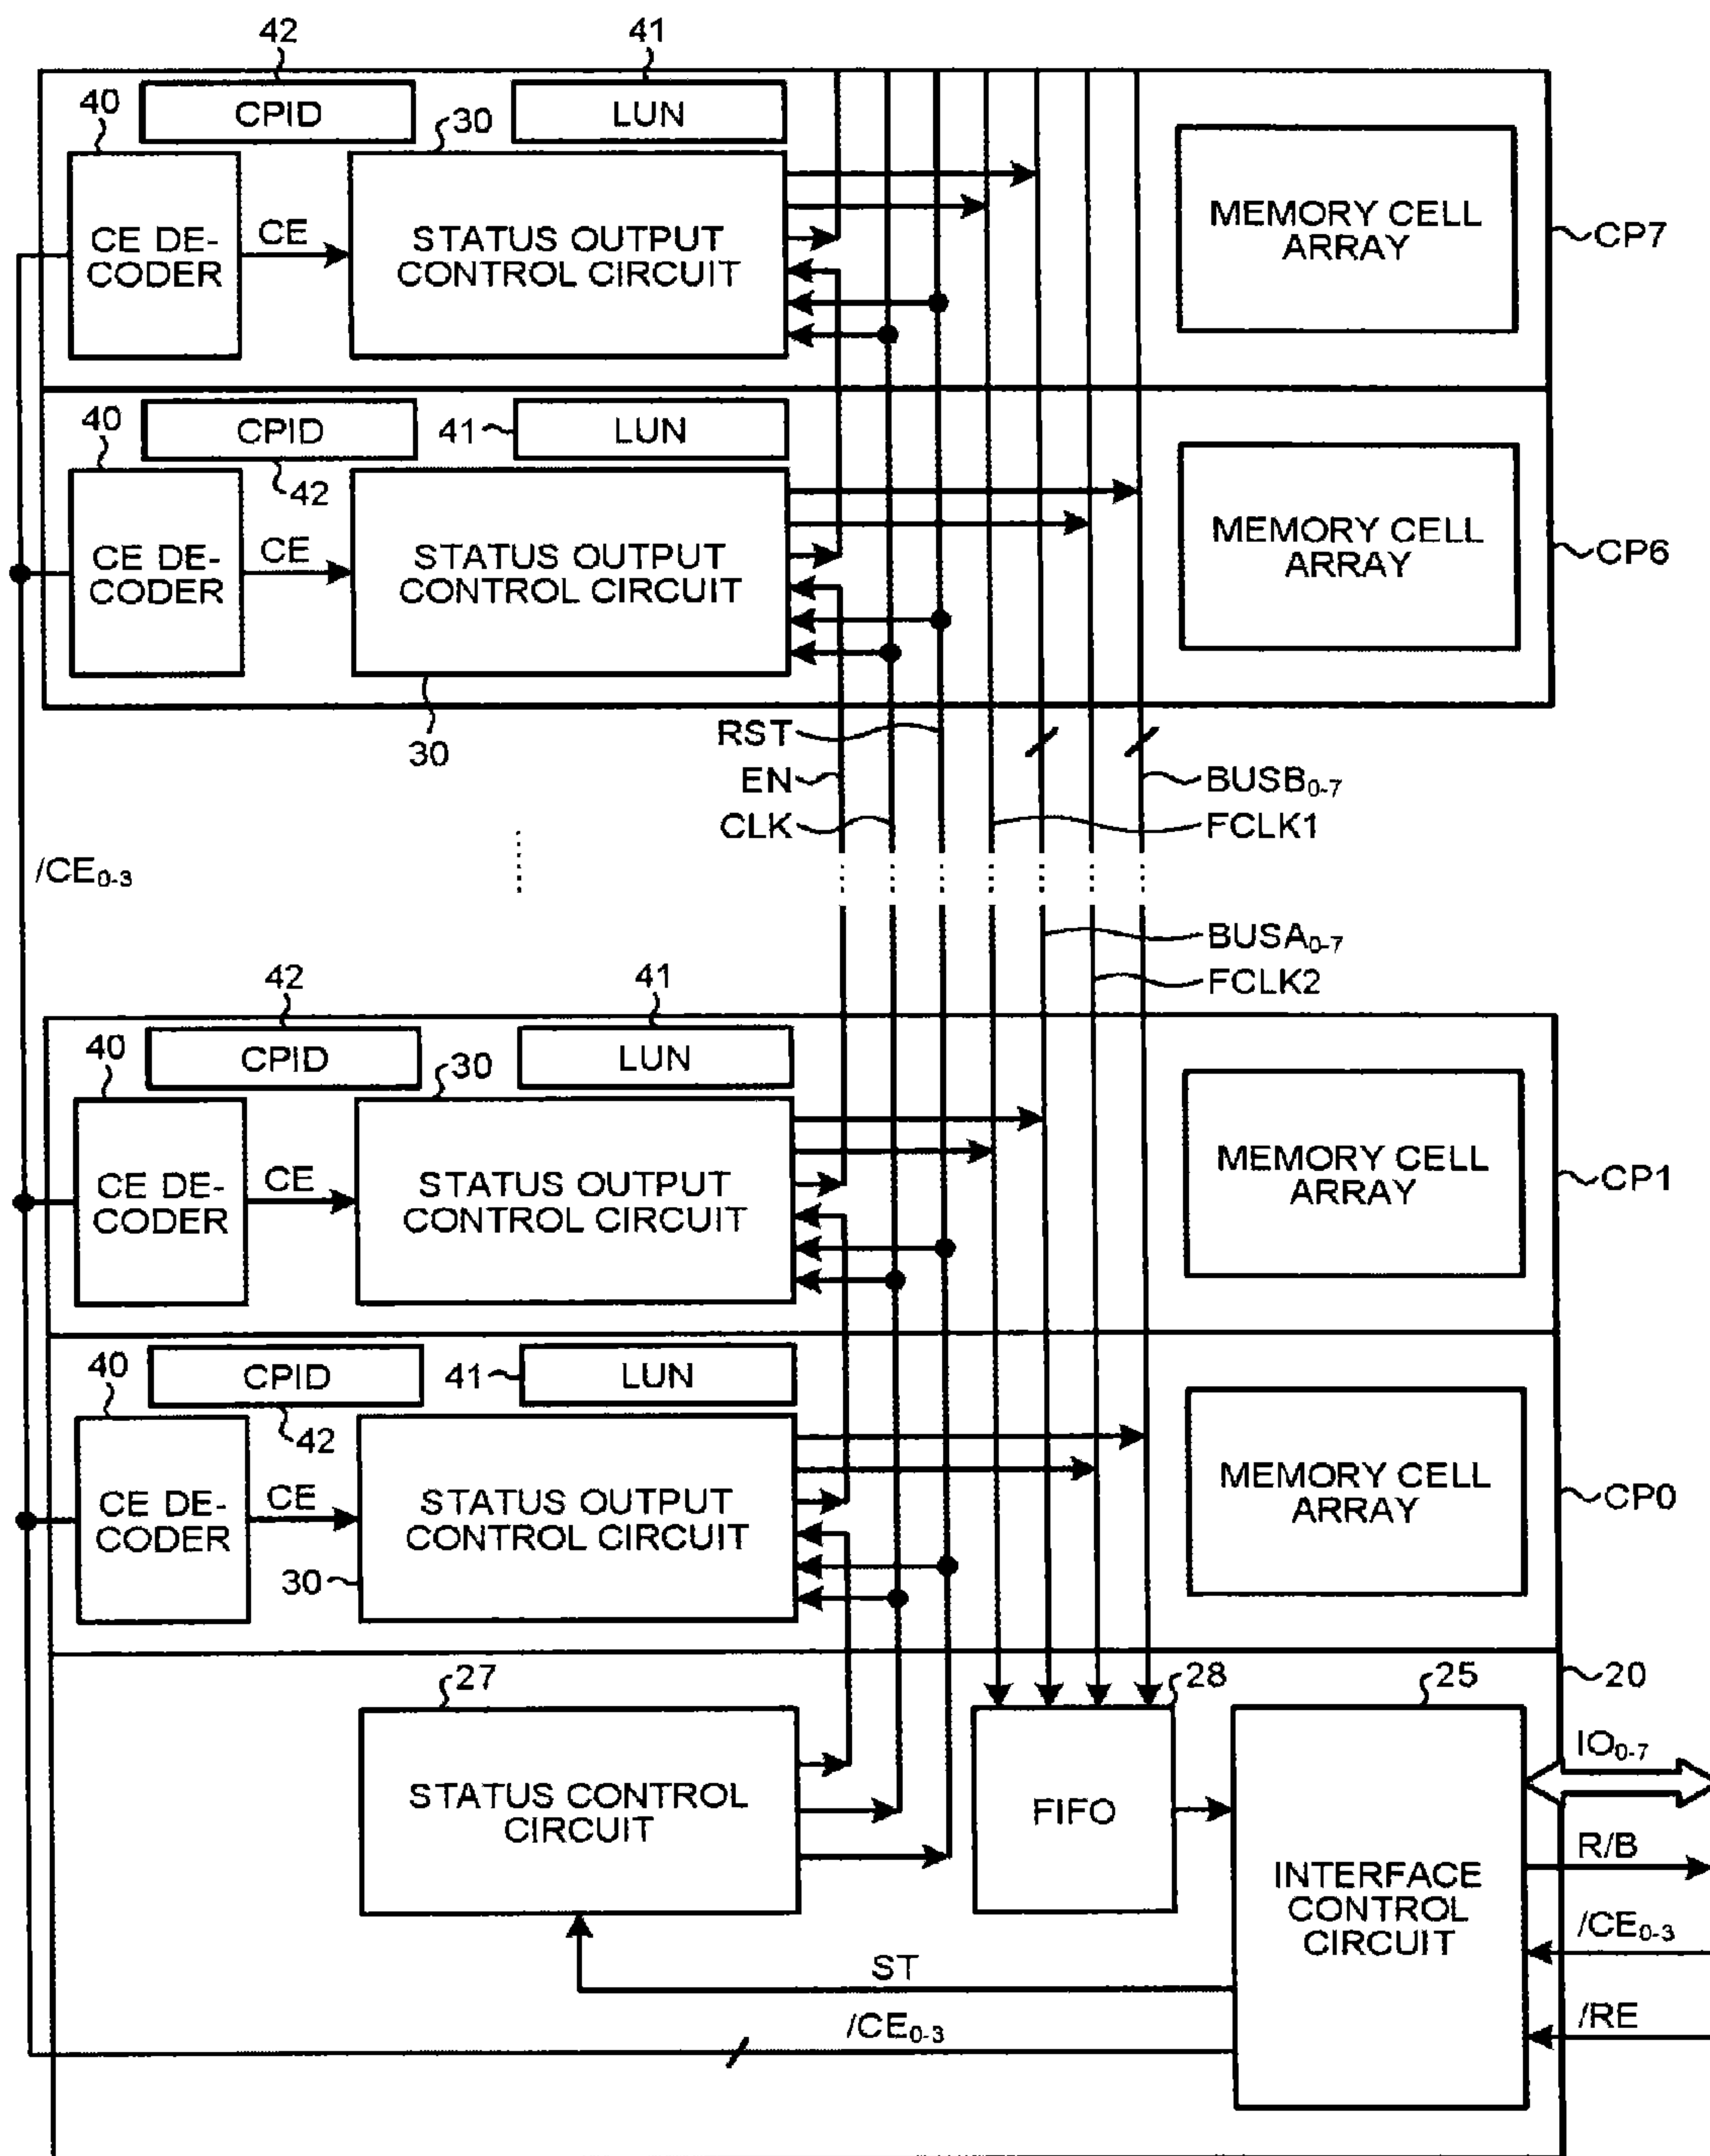 42
41
40
CPID
LUN
30
CE DE-
CODER
CE
STATUS OUTPUT
CONTROL CIRCUIT
MEMORY CELL
ARRAY
CP7
40
CPID
42
41
LUN
CE DE-
CODER
CE
STATUS OUTPUT
CONTROL CIRCUIT
30
MEMORY CELL
ARRAY
CP6
RST
EN
CLK
BUSB0-7
FCLK1
/CE0-3
BUSA0-7
FCLK2
42
41
40
CPID
LUN
30
CE DE-
CODER
CE
STATUS OUTPUT
CONTROL CIRCUIT
MEMORY CELL
ARRAY
CP1
40
CPID
42
41
LUN
CE DE-
CODER
CE
STATUS OUTPUT
CONTROL CIRCUIT
30
MEMORY CELL
ARRAY
CP0
27
28
25
20
STATUS CONTROL
CIRCUIT
FIFO
INTERFACE
CONTROL
CIRCUIT
IO0-7
R/B
/CE0-3
/RE
ST
/CE0-3